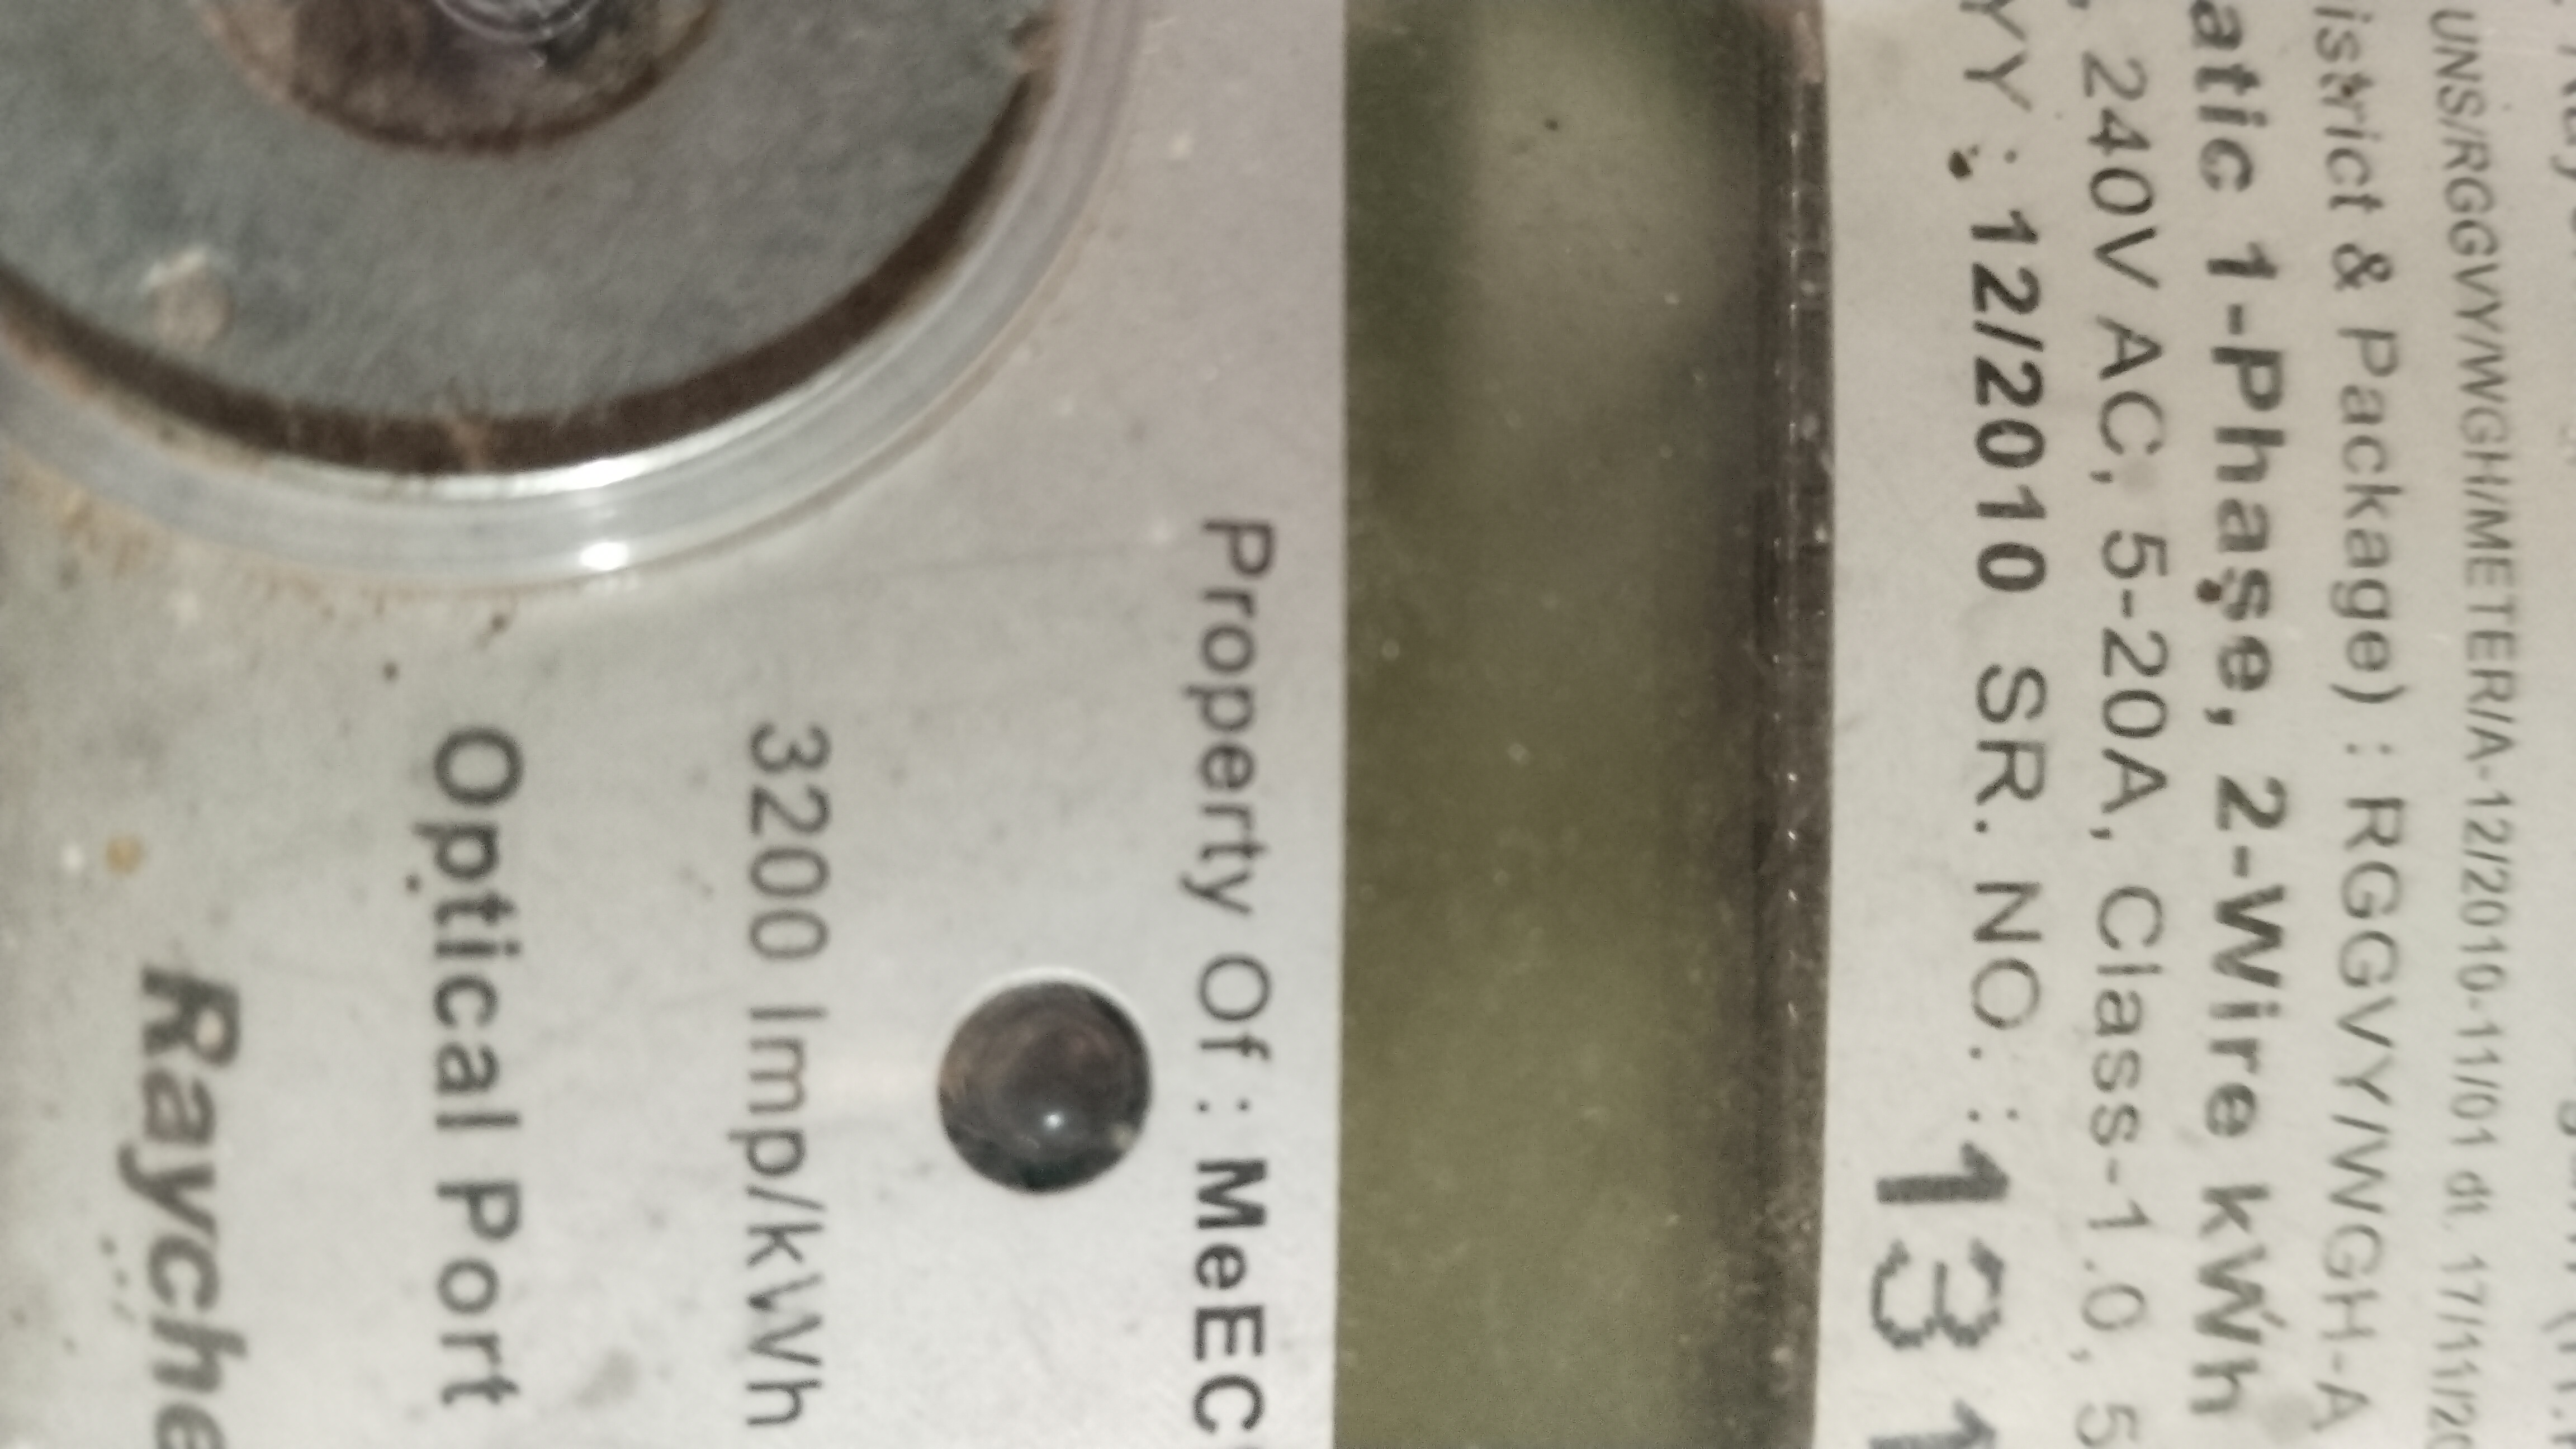 UNS/RGGVY/WGH/METER/A-12/2010-11/01 dt. 17/11/20
istrict & Package) : RGGVY/WGH-A
atic 1-Phase, 2-Wire kWh
, 240V AC, 5-20A, Class-1.0, 5
YY : 12/2010 SR. NO. : 131
Property Of : MeEC
3200 Imp/kWh
Optical Port
Rayche